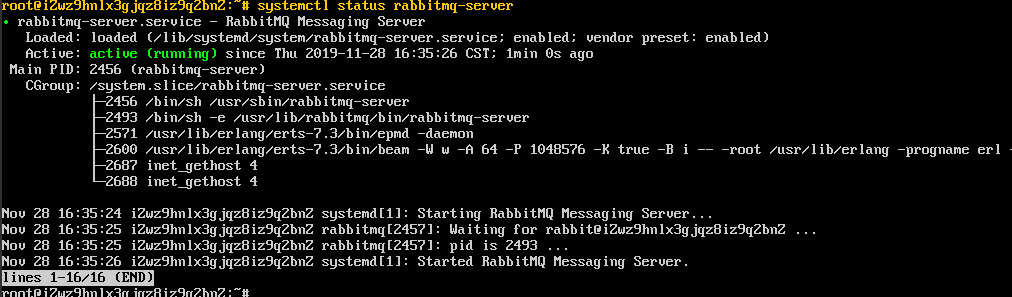 root@iZwz9hnlx3gjqz8iz9q2bnZ:~# systemctl status rabbitmq-server
● rabbitmq-server.service - RabbitMQ Messaging Server
   Loaded: loaded (/lib/systemd/system/rabbitmq-server.service; enabled; vendor preset: enabled)
   Active: active (running) since Thu 2019-11-28 16:35:26 CST; 1min 0s ago
 Main PID: 2456 (rabbitmq-server)
   CGroup: /system.slice/rabbitmq-server.service
           ├─2456 /bin/sh /usr/sbin/rabbitmq-server
           ├─2493 /bin/sh -e /usr/lib/rabbitmq/bin/rabbitmq-server
           ├─2571 /usr/lib/erlang/erts-7.3/bin/epmd -daemon
           ├─2600 /usr/lib/erlang/erts-7.3/bin/beam -W w -A 64 -P 1048576 -K true -B i -- -root /usr/lib/erlang -progname erl -
           ├─2687 inet_gethost 4
           └─2688 inet_gethost 4
Nov 28 16:35:24 iZwz9hnlx3gjqz8iz9q2bnZ systemd[1]: Starting RabbitMQ Messaging Server...
Nov 28 16:35:25 iZwz9hnlx3gjqz8iz9q2bnZ rabbitmq[2457]: Waiting for rabbit@iZwz9hnlx3gjqz8iz9q2bnZ ...
Nov 28 16:35:25 iZwz9hnlx3gjqz8iz9q2bnZ rabbitmq[2457]: pid is 2493 ...
Nov 28 16:35:26 iZwz9hnlx3gjqz8iz9q2bnZ systemd[1]: Started RabbitMQ Messaging Server.
lines 1-16/16 (END)
root@iZwz9hnlx3gjqz8iz9q2bnZ:~#